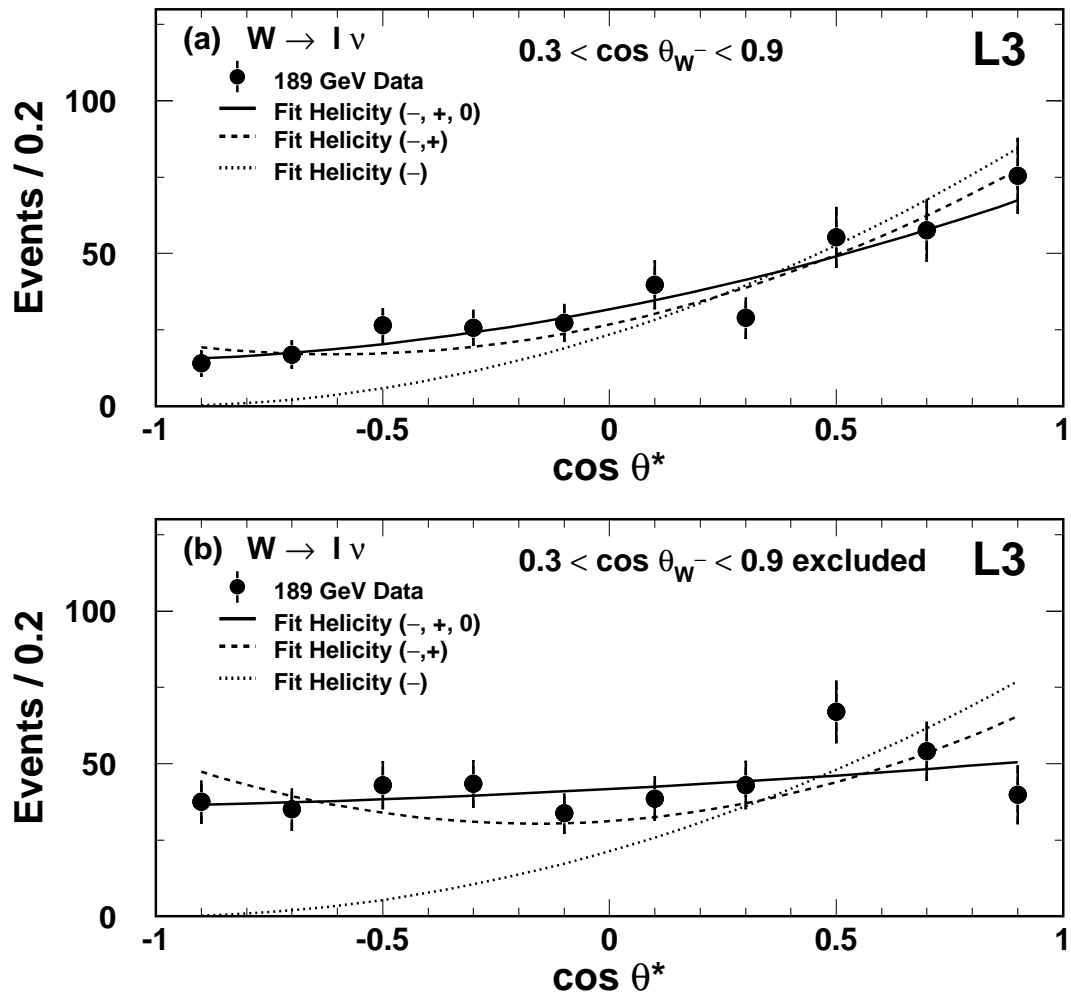 (a) W → l ν 0.3 < cos θW⁻ < 0.9 L3
189 GeV Data
Fit Helicity (−, +, 0)
Fit Helicity (−,+)
Fit Helicity (−)
Events / 0.2
100
50
0
-1 -0.5 0 0.5 1
cos θ*
(b) W → l ν 0.3 < cos θW⁻ < 0.9 excluded L3
189 GeV Data
Fit Helicity (−, +, 0)
Fit Helicity (−,+)
Fit Helicity (−)
Events / 0.2
100
50
0
-1 -0.5 0 0.5 1
cos θ*